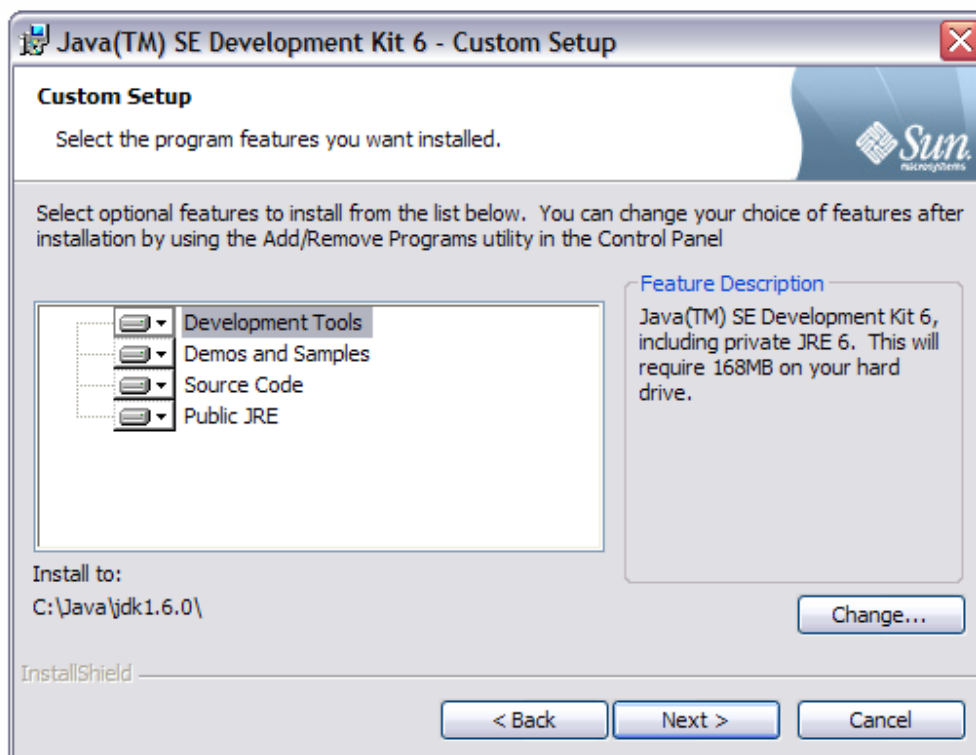 Java(TM) SE Development Kit 6 - Custom Setup
Custom Setup
Select the program features you want installed.
Sun
microsystems
Select optional features to install from the list below. You can change your choice of features after
installation by using the Add/Remove Programs utility in the Control Panel
Development Tools
Demos and Samples
Source Code
Public JRE
Feature Description
Java(TM) SE Development Kit 6,
including private JRE 6. This will
require 168MB on your hard
drive.
Install to:
C:\Java\jdk1.6.0\
Change...
InstallShield
< Back
Next >
Cancel